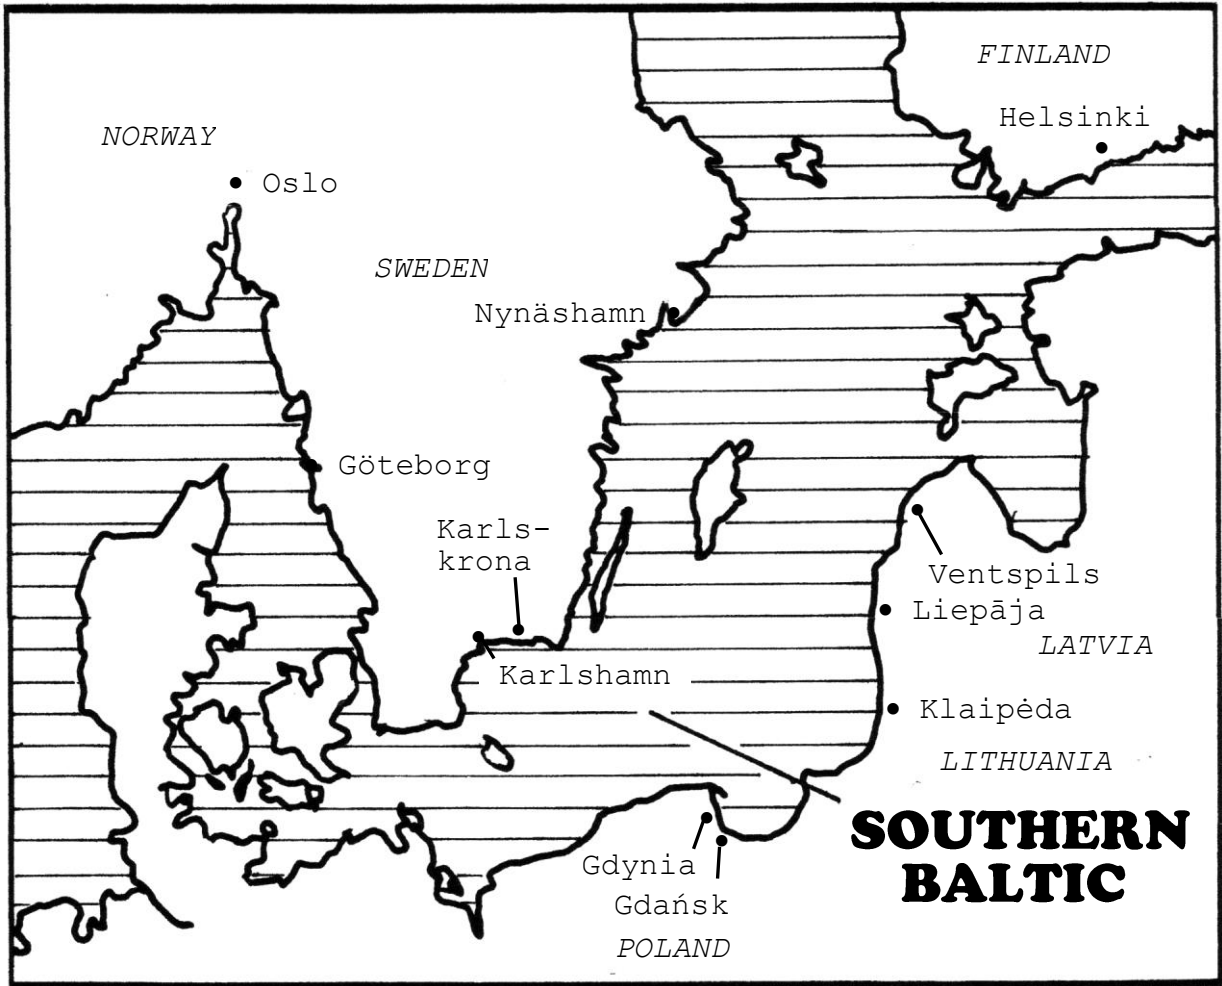 FINLAND
Helsinki
NORWAY
Oslo
SWEDEN
Nynäshamn
Göteborg
Karls-
krona
Ventspils
Liepāja
LATVIA
Karlshamn
Klaipėda
LITHUANIA
SOUTHERN
BALTIC
Gdynia
Gdańsk
POLAND